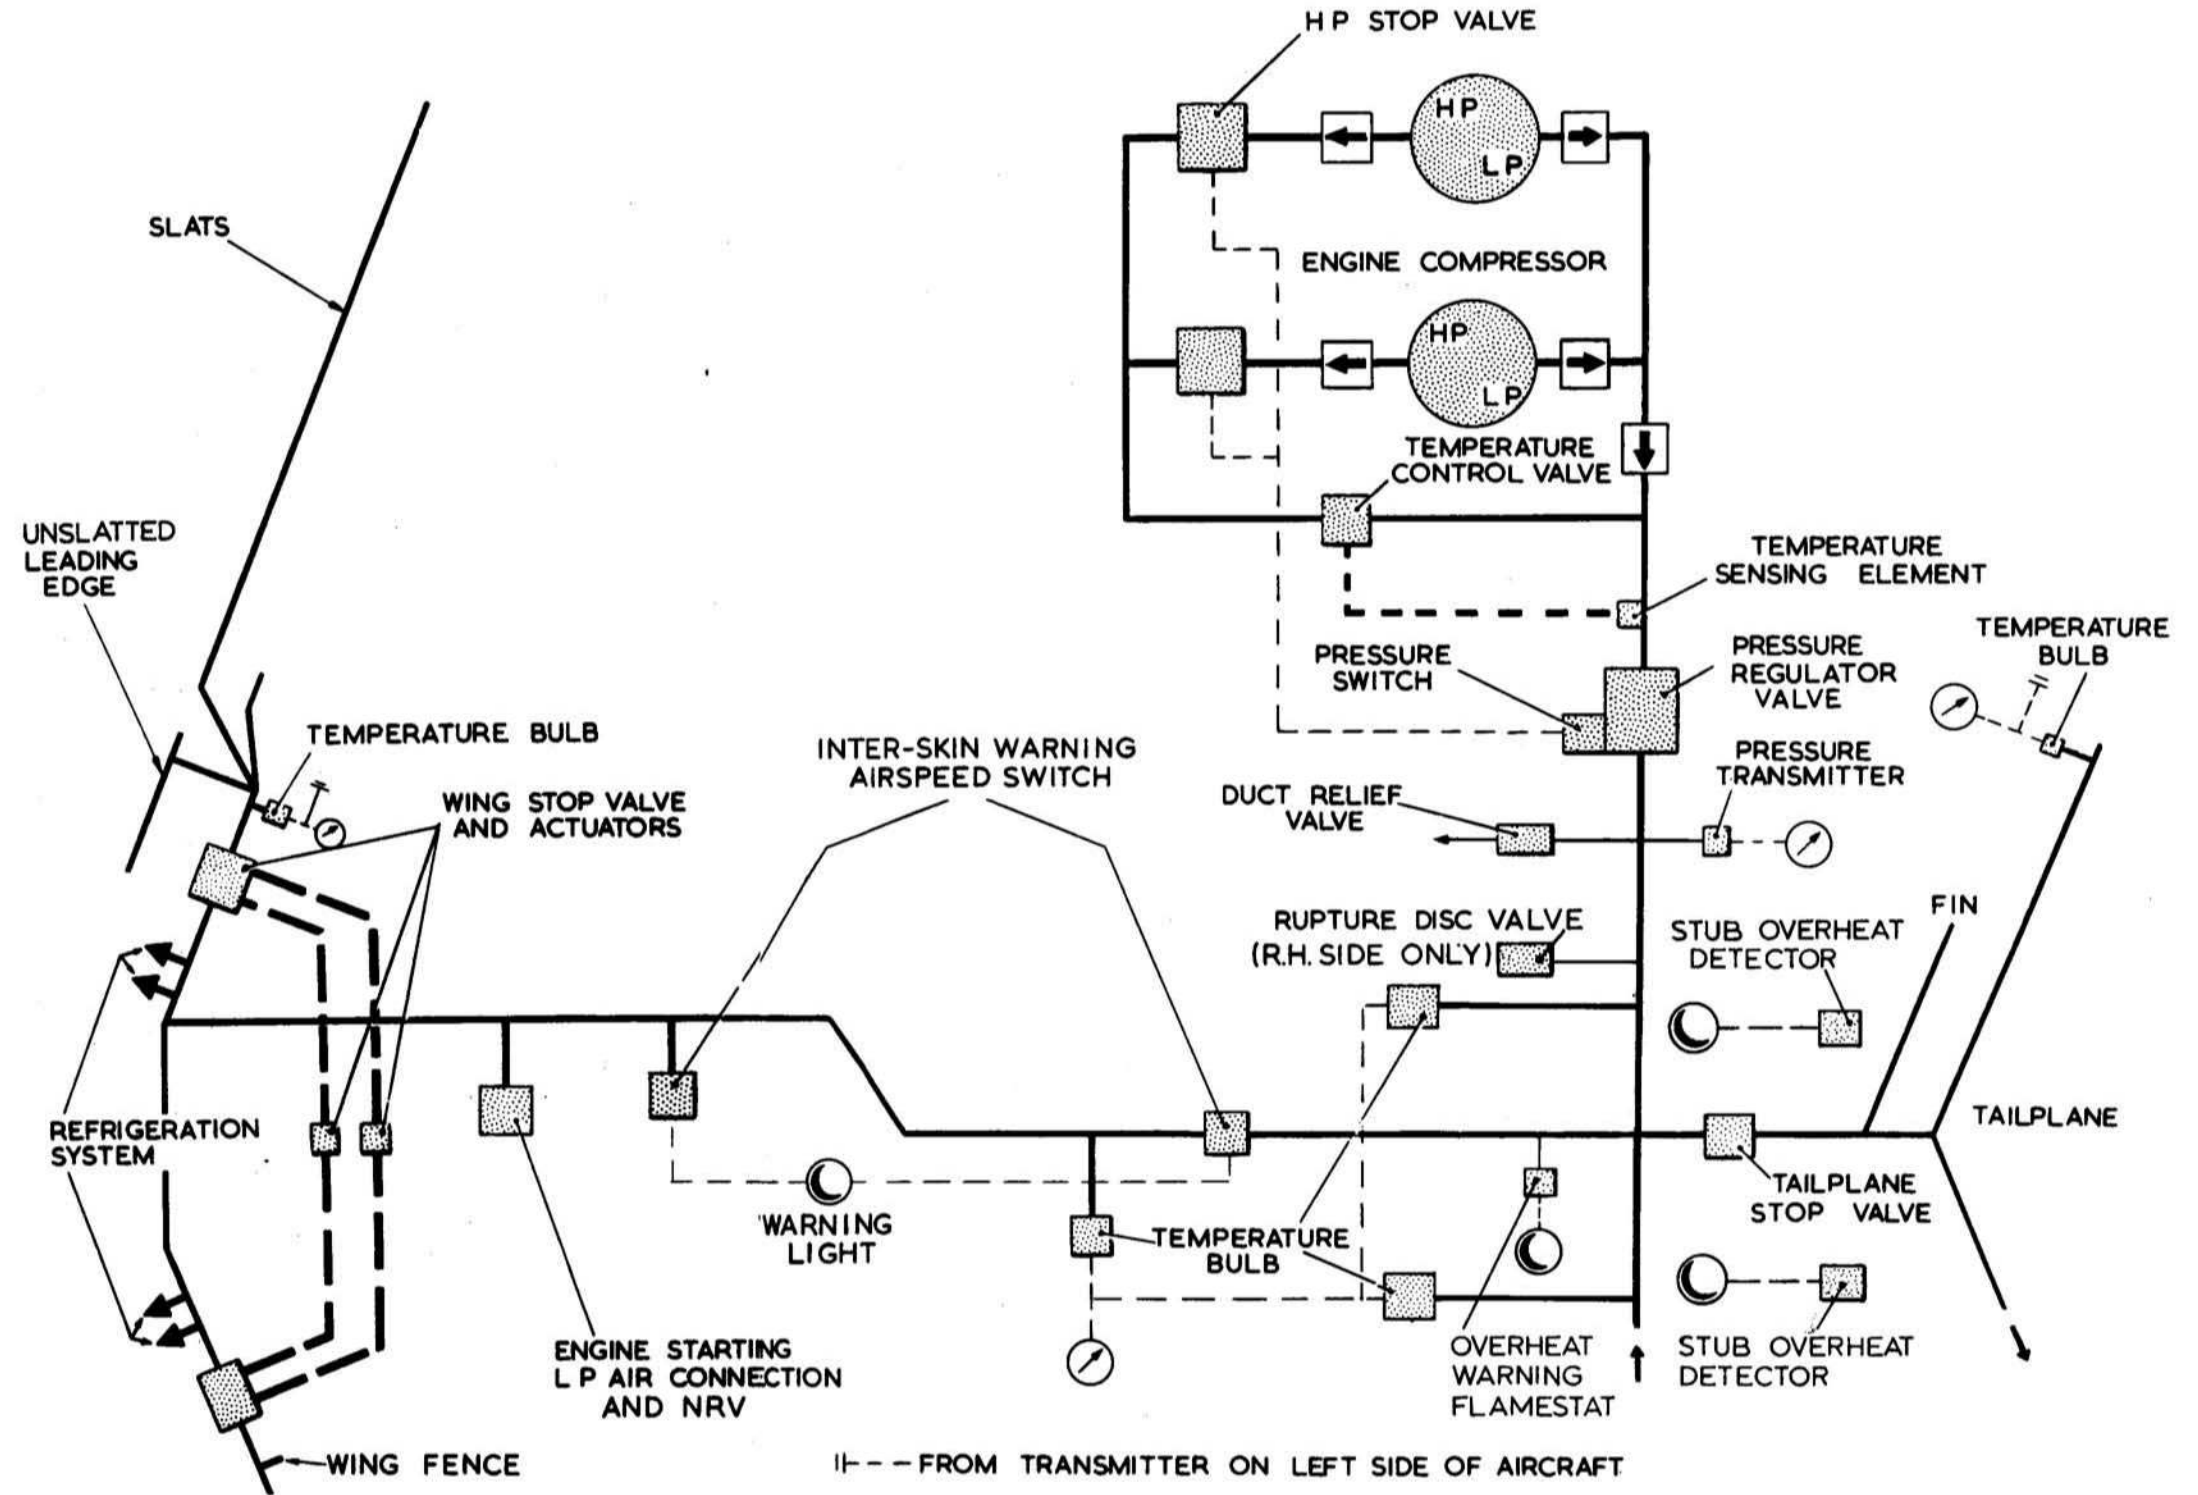 HP STOP VALVE
HP
LP
SLATS
ENGINE COMPRESSOR
HP
LP
TEMPERATURE
CONTROL VALVE
UNSLATTED
LEADING
EDGE
TEMPERATURE
SENSING ELEMENT
TEMPERATURE
BULB
PRESSURE
SWITCH
PRESSURE
REGULATOR
VALVE
TEMPERATURE BULB
INTER-SKIN WARNING
AIRSPEED SWITCH
PRESSURE
TRANSMITTER
WING STOP VALVE
AND ACTUATORS
DUCT RELIEF
VALVE
RUPTURE DISC VALVE
(R.H. SIDE ONLY)
FIN
STUB OVERHEAT
DETECTOR
REFRIGERATION
SYSTEM
TAILPLANE
TAILPLANE
STOP VALVE
WARNING
LIGHT
TEMPERATURE
BULB
ENGINE STARTING
LP AIR CONNECTION
AND NRV
OVERHEAT
WARNING
FLAMESTAT
STUB OVERHEAT
DETECTOR
WING FENCE
FROM TRANSMITTER ON LEFT SIDE OF AIRCRAFT